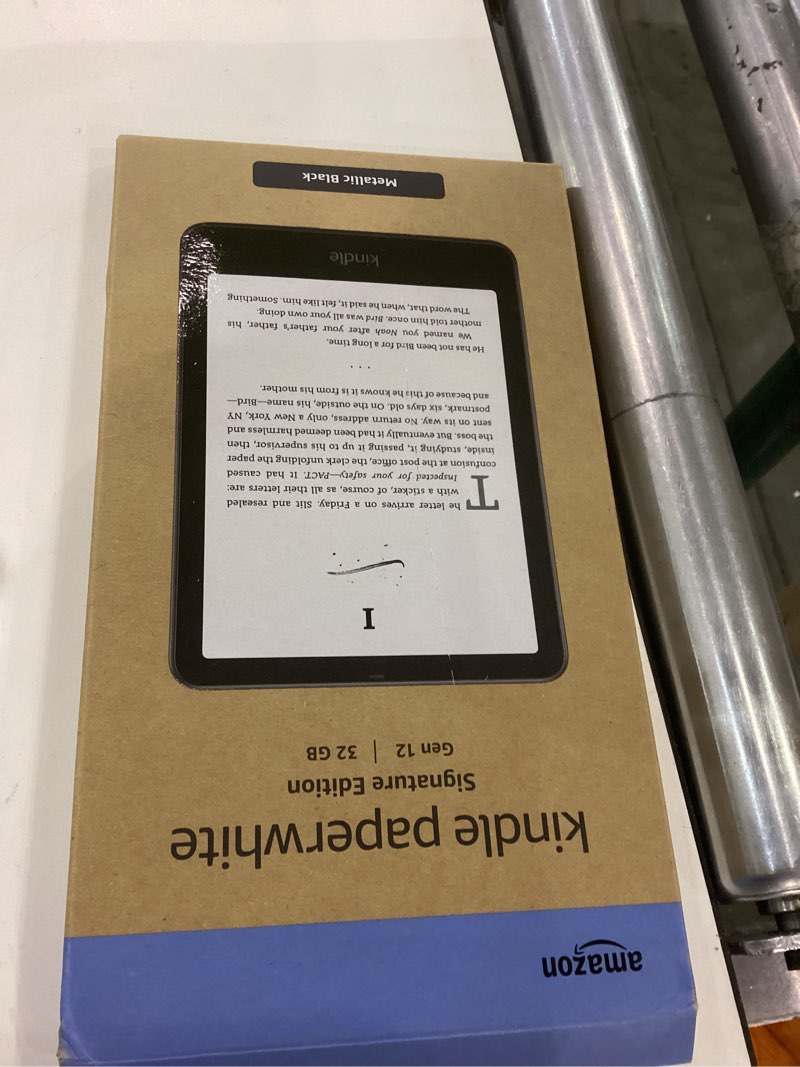 amazon
kindle paperwhite
Signature Edition
Gen 12 | 32 GB
I
The letter arrives on a Friday. Slit and resealed
with a sticker, of course, as all their letters are:
Inspected for your safety—PACT. It had caused
confusion at the post office, the clerk unfolding the paper
inside, studying it, passing it up to his supervisor, then
the boss. But eventually it had been deemed harmless and
sent on its way. No return address, only a New York, NY
postmark, six days old. On the outside, his name—Bird—
and because of this he knows it is from his mother.
. . .
He has not been Bird for a long time.
We named you Noah after your father's father, his
mother told him once. Bird was all your own doing.
The word that, when he said it, felt like him. Something
kindle
Metallic Black